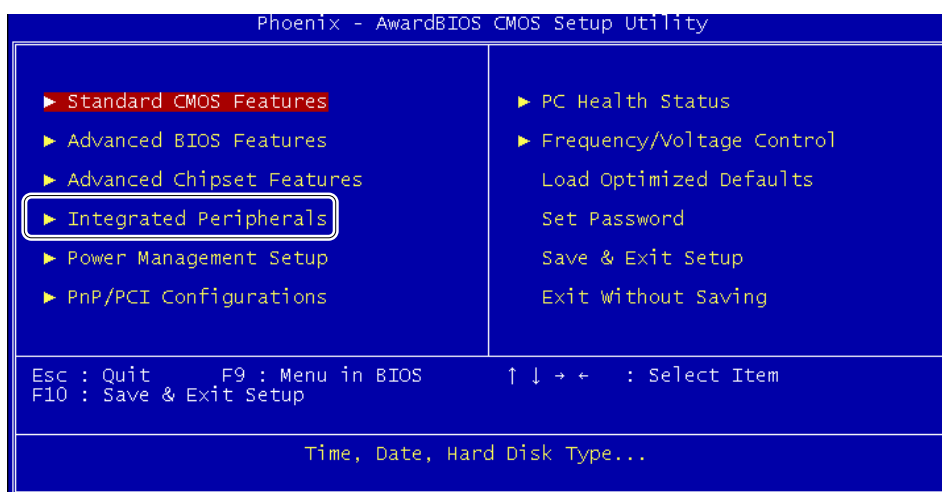 Phoenix - AwardBIOS CMOS Setup Utility
► Standard CMOS Features
► Advanced BIOS Features
► Advanced Chipset Features
► Integrated Peripherals
► Power Management Setup
► PnP/PCI Configurations
► PC Health Status
► Frequency/Voltage Control
Load Optimized Defaults
Set Password
Save & Exit Setup
Exit Without Saving
Esc : Quit F9 : Menu in BIOS ↑ ↓ → ← : Select Item
F10 : Save & Exit Setup
Time, Date, Hard Disk Type...